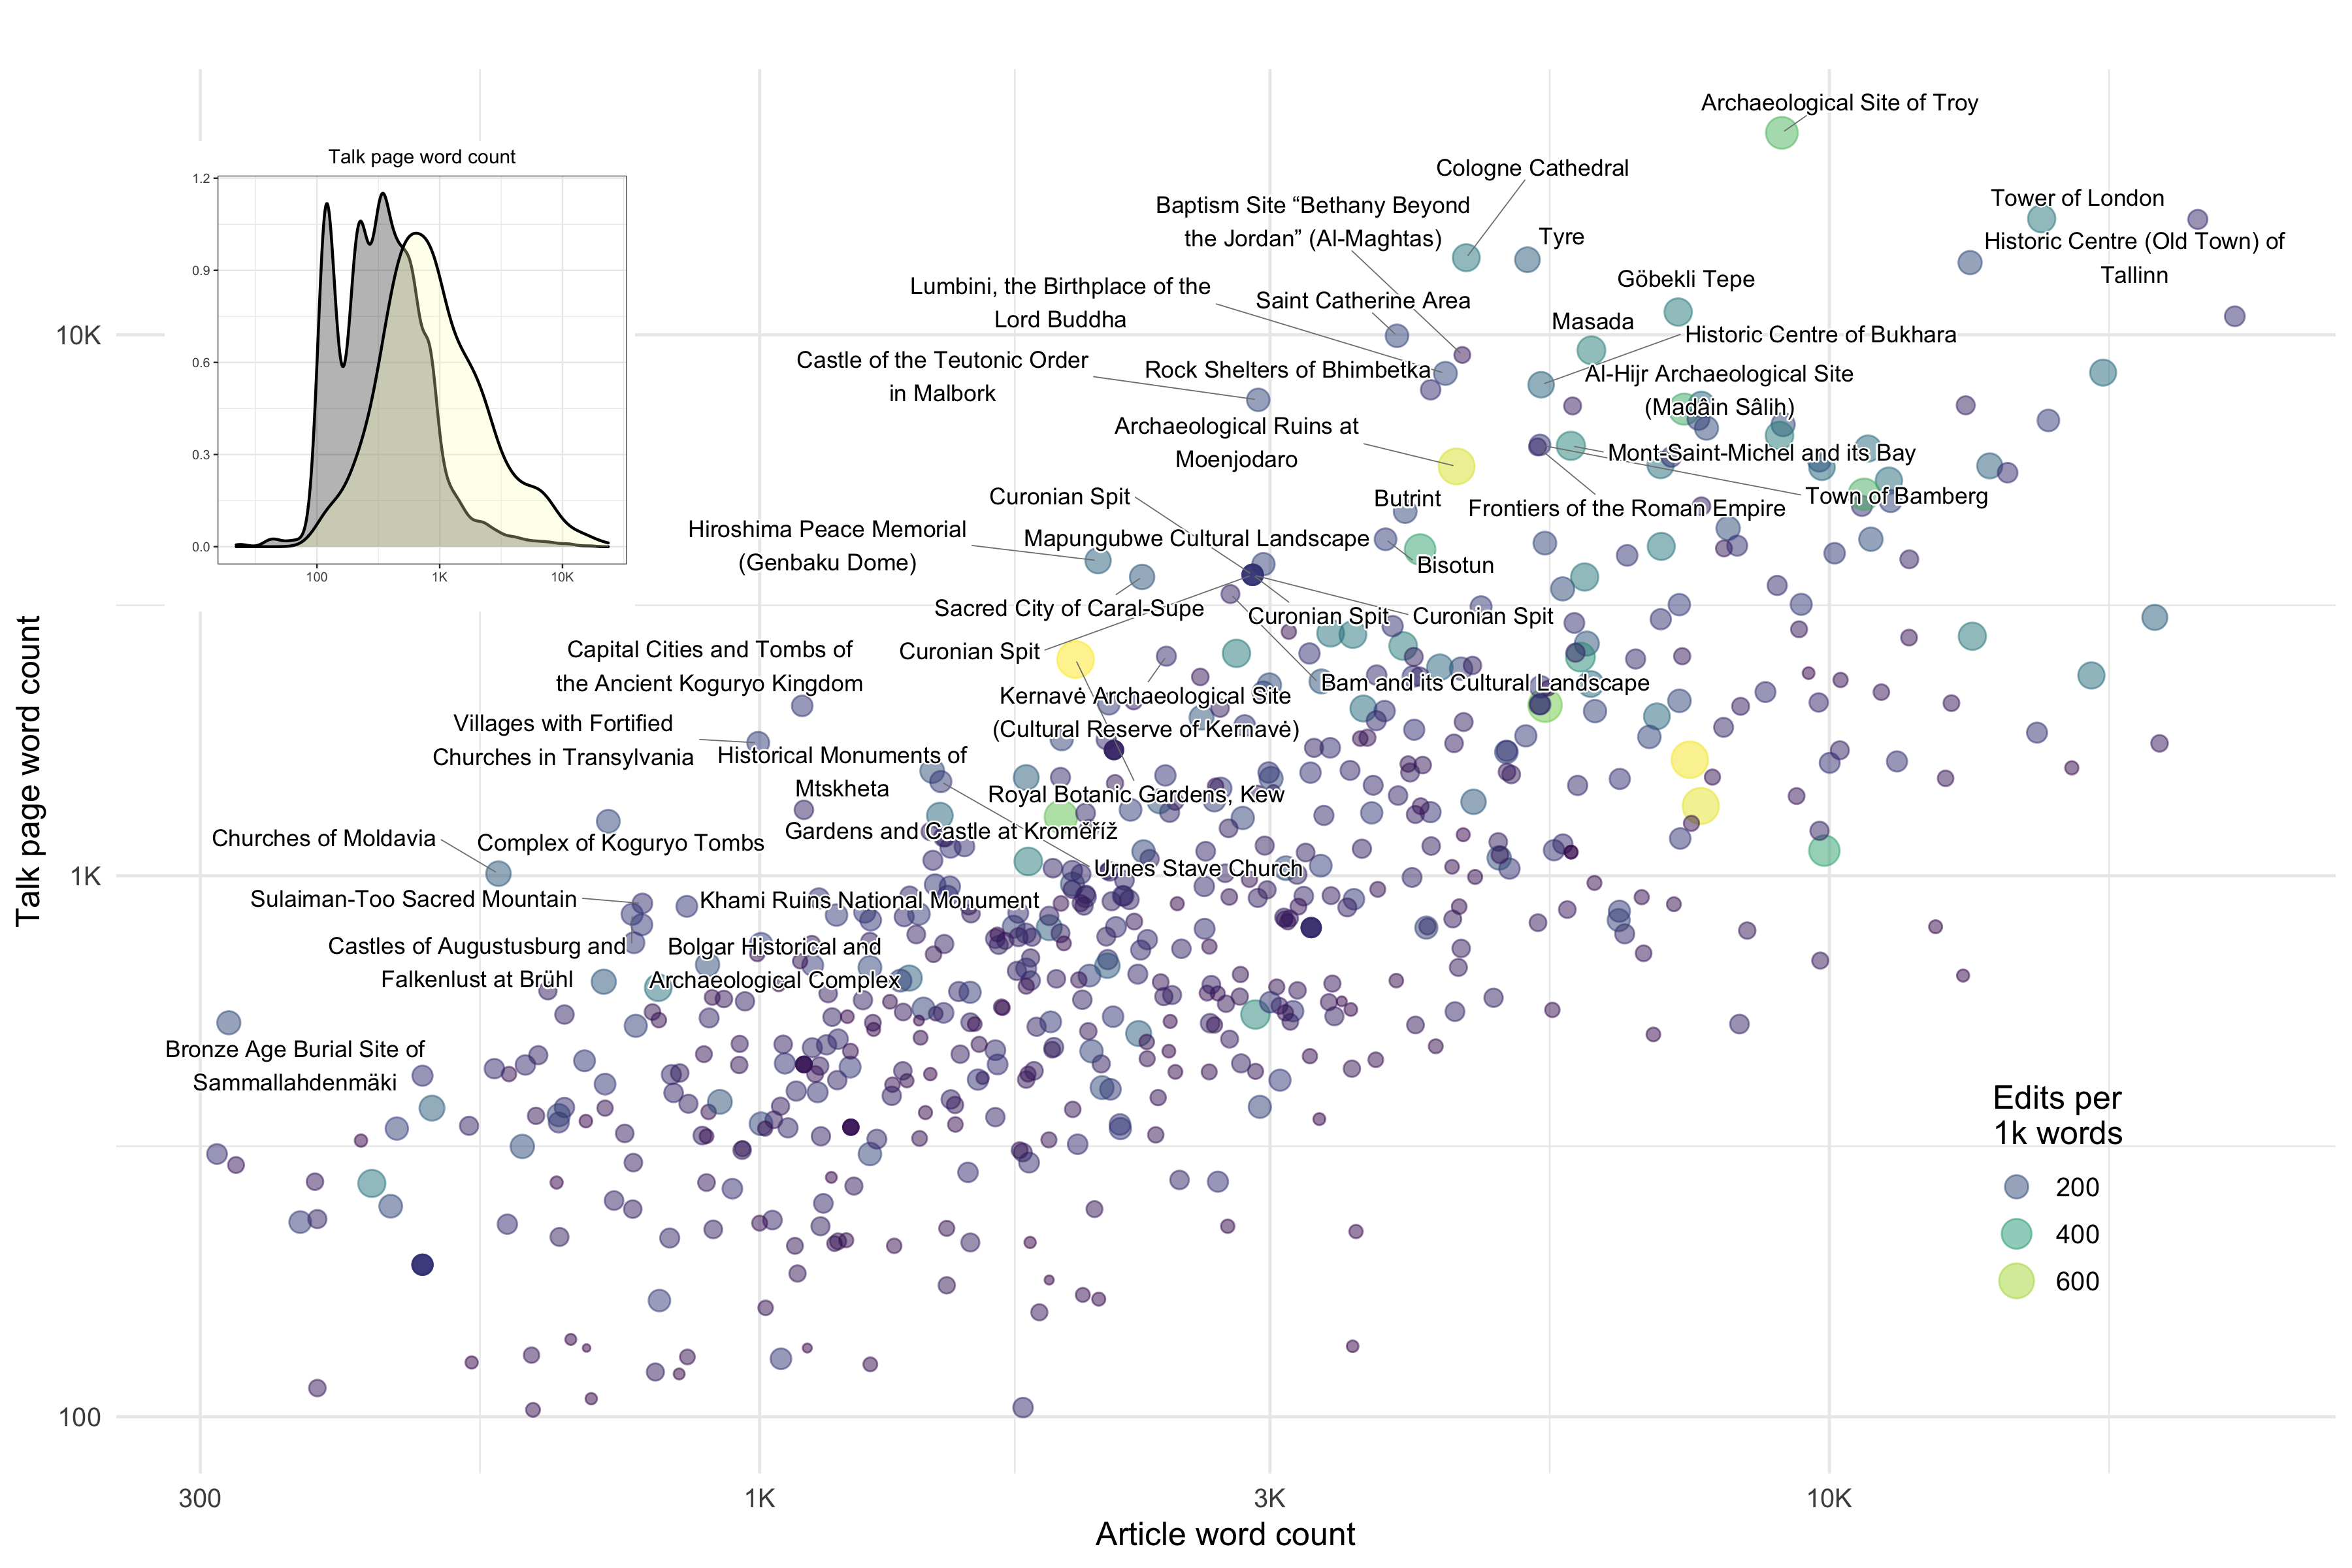 Archaeological Site of Troy
Talk page word count
Cologne Cathedral
1.2
Tower of London
Baptism Site “Bethany Beyond
the Jordan” (Al-Maghtas)
Tyre
Historic Centre (Old Town) of
Tallinn
0.9
Göbekli Tepe
Lumbini, the Birthplace of the
Lord Buddha
Saint Catherine Area
Masada
10K
Historic Centre of Bukhara
0.6
Castle of the Teutonic Order
in Malbork
Rock Shelters of Bhimbetka
Al-Hijr Archaeological Site
(Madâin Sâlih)
Archaeological Ruins at
Moenjodaro
0.3
Mont-Saint-Michel and its Bay
Curonian Spit
Butrint
Town of Bamberg
Frontiers of the Roman Empire
Hiroshima Peace Memorial
(Genbaku Dome)
Mapungubwe Cultural Landscape
0.0
Bisotun
100
1K
10K
Sacred City of Caral-Supe
Curonian Spit
Curonian Spit
Capital Cities and Tombs of
the Ancient Koguryo Kingdom
Curonian Spit
Bam and its Cultural Landscape
Kernavė Archaeological Site
(Cultural Reserve of Kernavė)
Villages with Fortified
Churches in Transylvania
Historical Monuments of
Mtskheta
Royal Botanic Gardens, Kew
Churches of Moldavia
Complex of Koguryo Tombs
Gardens and Castle at Kroměříž
Urnes Stave Church
1K
Sulaiman-Too Sacred Mountain
Khami Ruins National Monument
Castles of Augustusburg and
Falkenlust at Brühl
Bolgar Historical and
Archaeological Complex
Bronze Age Burial Site of
Sammallahdenmäki
Talk page word count
Edits per
1k words
200
400
600
100
300
1K
3K
10K
Article word count